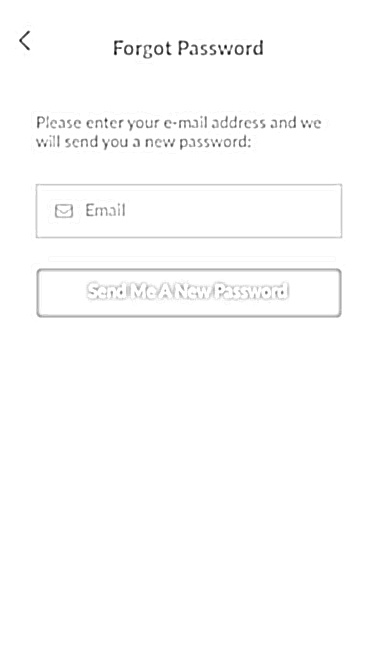 Forgot Password
Please enter your e-mail address and we
will send you a new password:
Email
Send Me A New Password